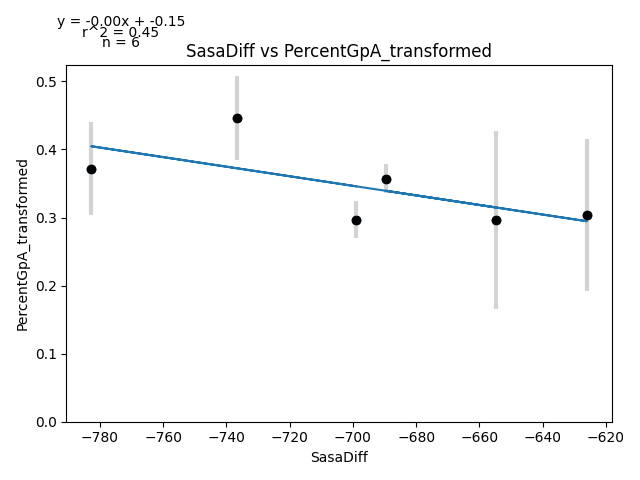 y = -0.00x + -0.15
r^2 = 0.45
n = 6
SasaDiff vs PercentGpA_transformed
PercentGpA_transformed
0.5
0.4
0.3
0.2
0.1
0.0
−780 −760 −740 −720 −700 −680 −660 −640 −620
SasaDiff